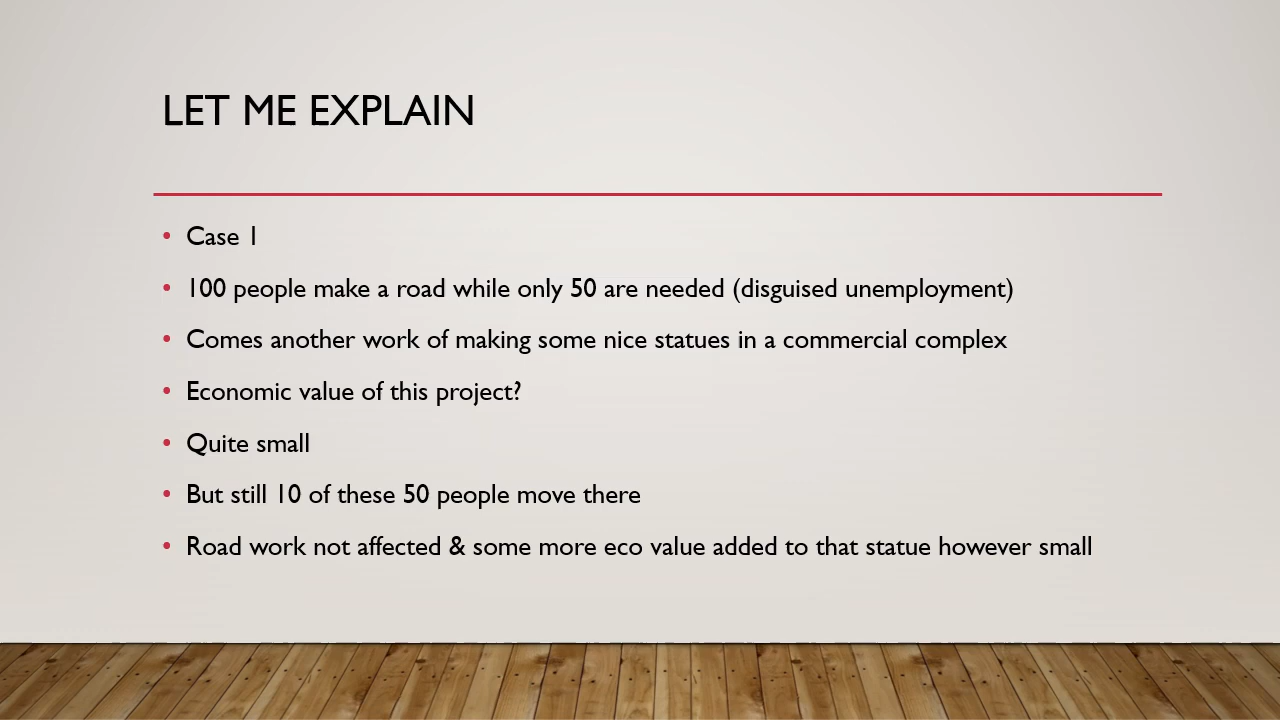 LET ME EXPLAIN
• Case 1
• 100 people make a road while only 50 are needed (disguised unemployment)
• Comes another work of making some nice statues in a commercial complex
• Economic value of this project?
• Quite small
• But still 10 of these 50 people move there
• Road work not affected & some more eco value added to that statue however small